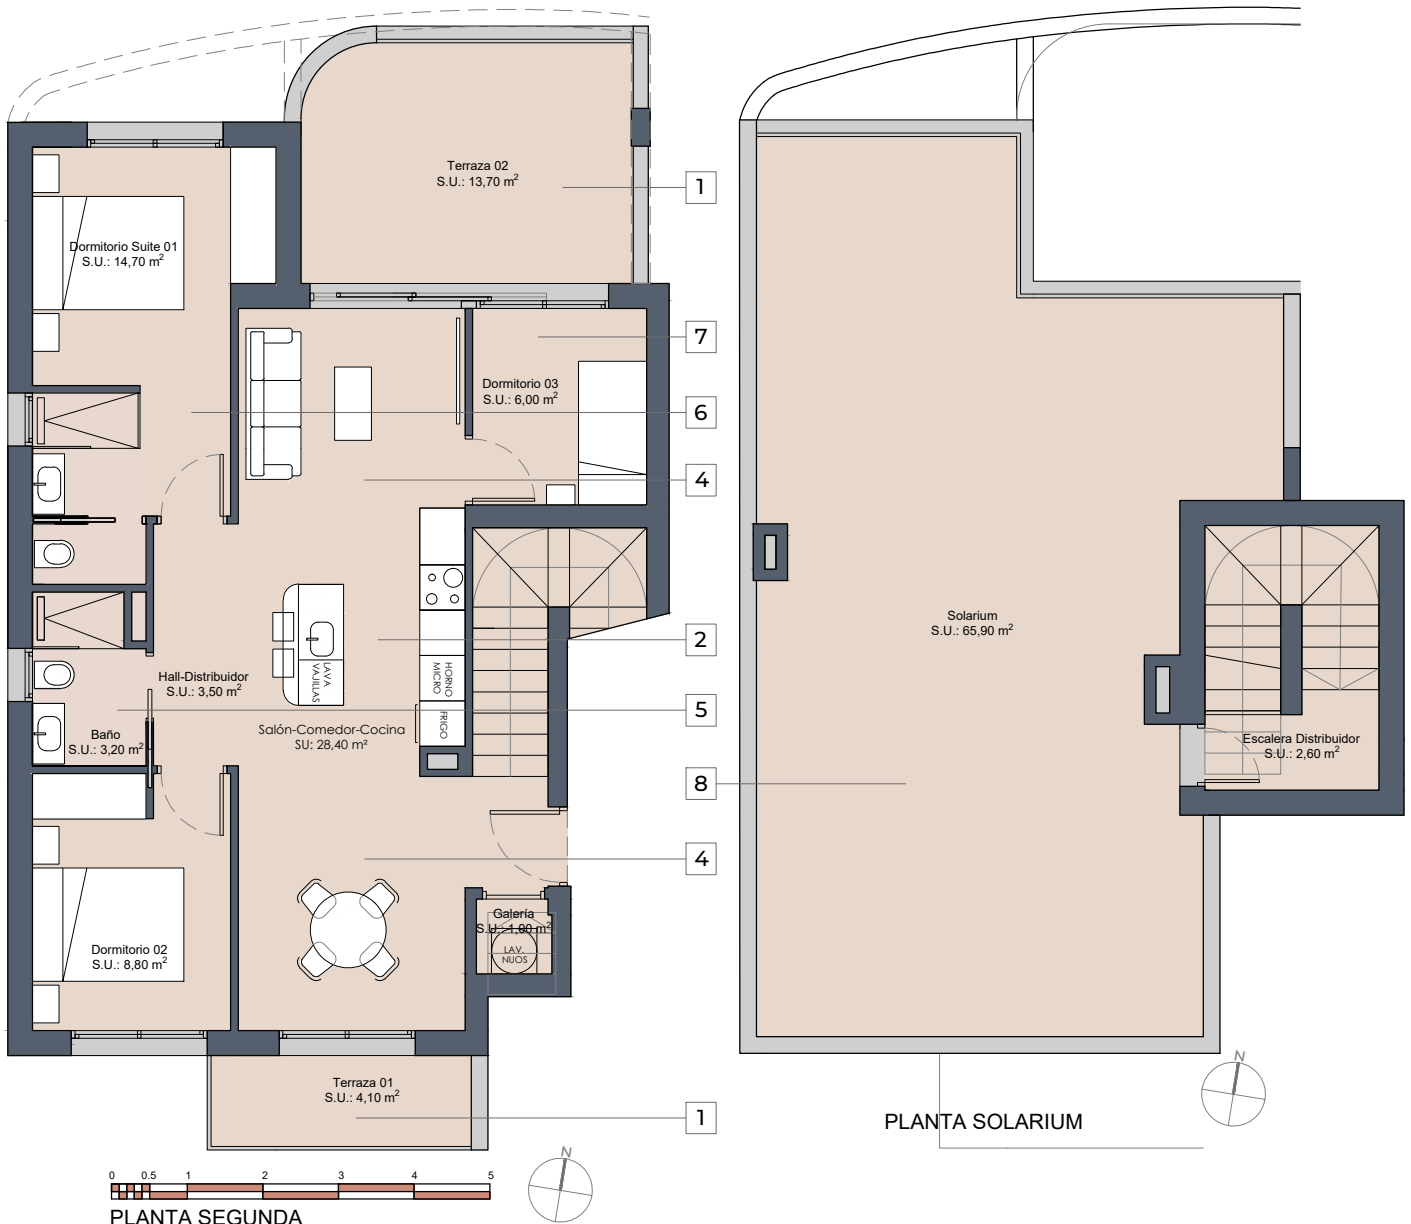 Terraza 02
S.U.: 13,70 m²
1
Dormitorio Suite 01
S.U.: 14,70 m²
7
Dormitorio 03
S.U.: 6,00 m²
6
4
2
Hall-Distribuidor
S.U.: 3,50 m²
LAVA
VAJILLAS
HORNO
MICRO
FRIGO
5
Baño
S.U.: 3,20 m²
Salón-Comedor-Cocina
SU: 28,40 m²
8
4
Galería
S.U.: 1,00 m²
LAV.
NUOS
Dormitorio 02
S.U.: 8,80 m²
Terraza 01
S.U.: 4,10 m²
1
0 0.5 1 2 3 4 5
N
PLANTA SEGUNDA
Solarium
S.U.: 65,90 m²
Escalera Distribuidor
S.U.: 2,60 m²
N
PLANTA SOLARIUM